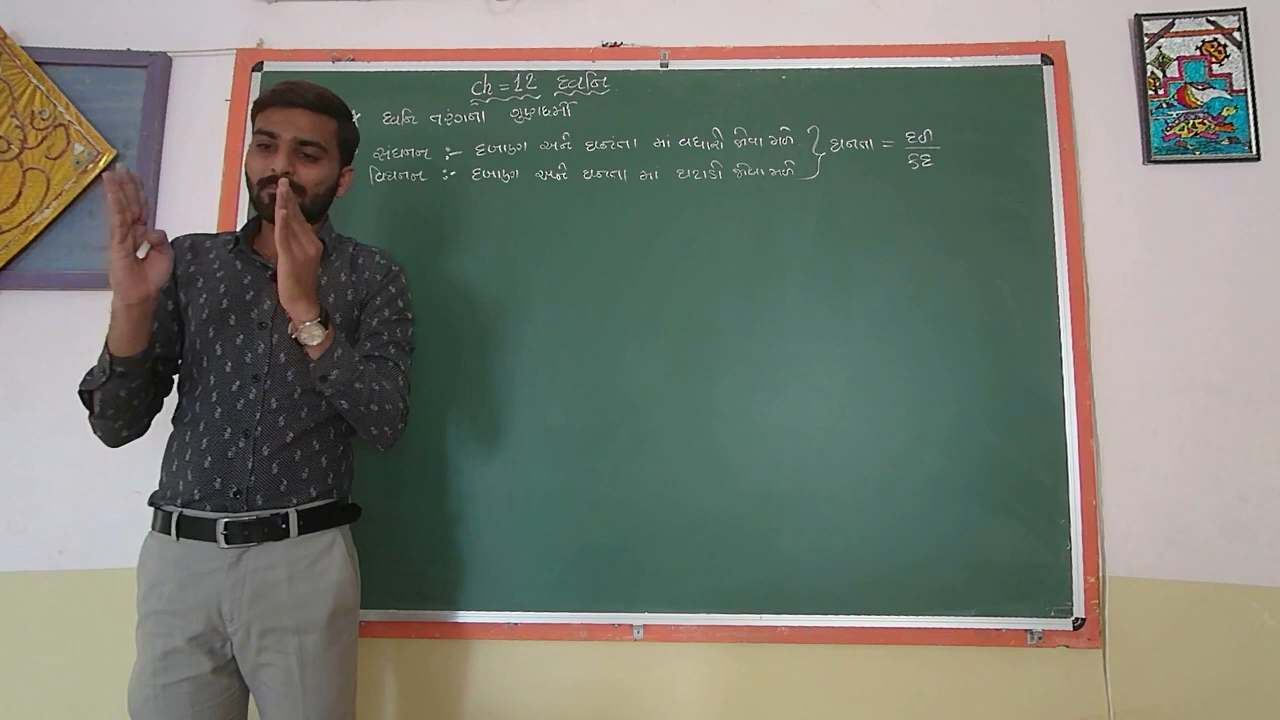 ch = 12 ધ્વનિ
* ધ્વનિ તરંગના ગુણધર્મો
સંઘનન :- દબાણ અને ઘનતા માં વધારો જોવા મળે } ઘનતા = દળ / કદ
વિઘનન :- દબાણ અને ઘનતા માં ઘટાડો જોવા મળે